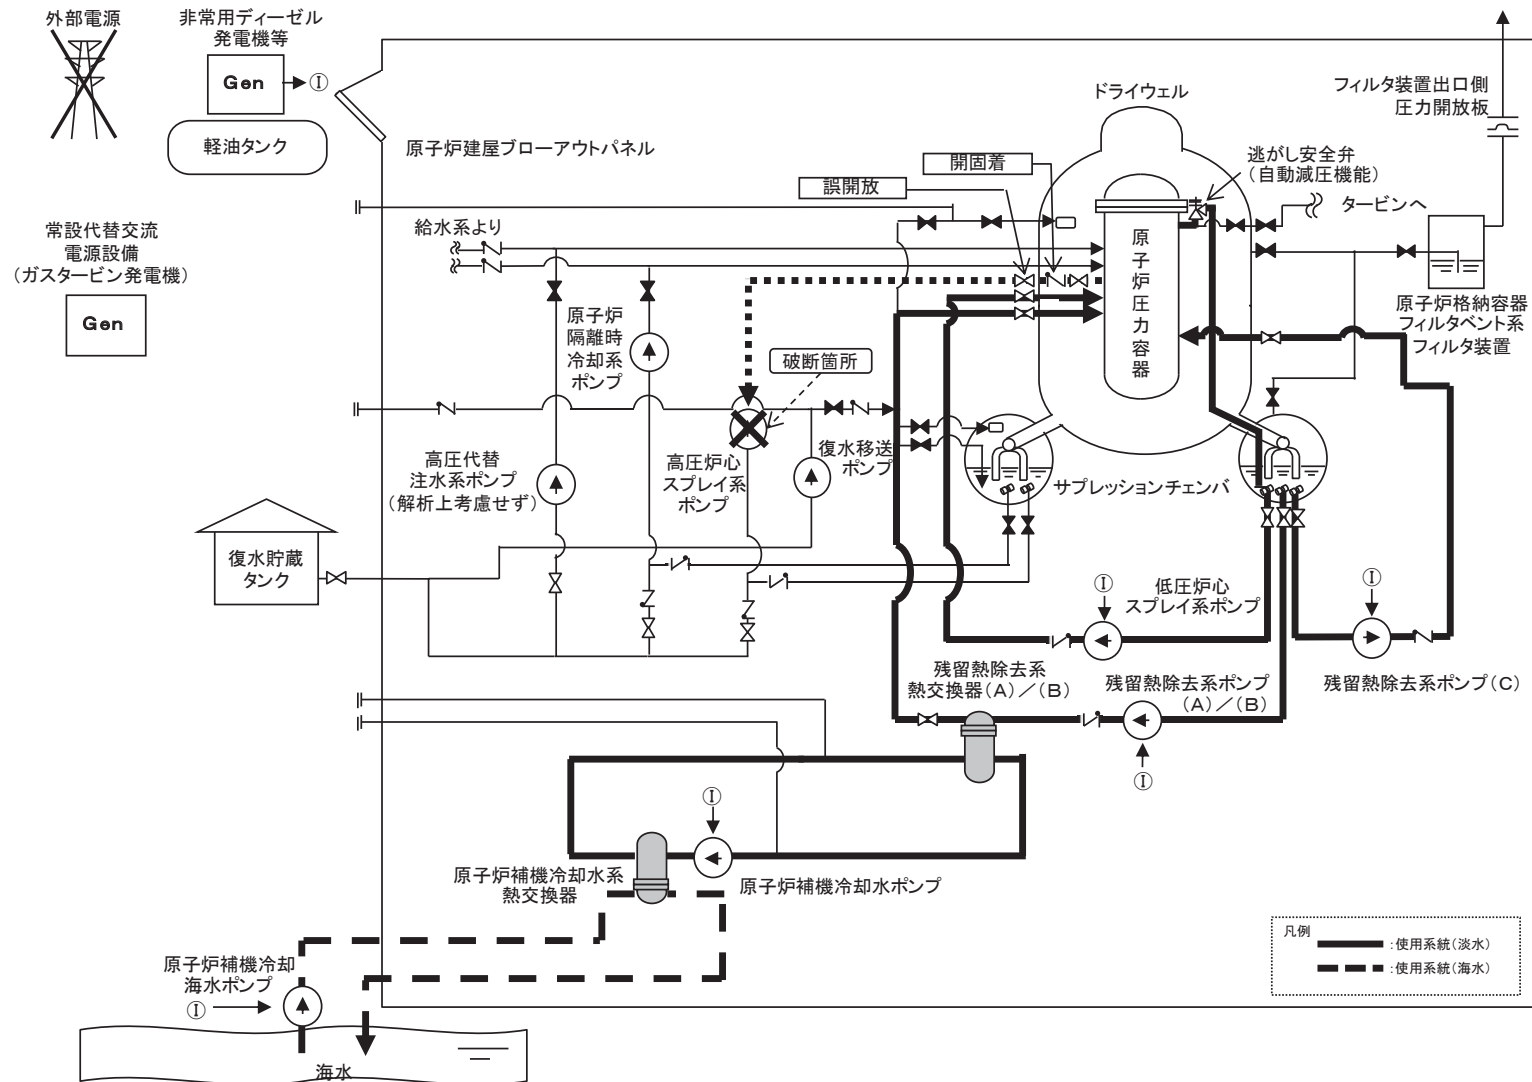 外部電源
非常用ディーゼル
発電機等
Gen
Ⓘ
軽油タンク
原子炉建屋ブローアウトパネル
常設代替交流
電源設備
(ガスタービン発電機)
Gen
ドライウェル
フィルタ装置出口側
圧力開放板
開固着
誤開放
逃がし安全弁
(自動減圧機能)
タービンへ
給水系より
原子炉圧力容器
原子炉格納容器
フィルタベント系
フィルタ装置
原子炉
隔離時
冷却系
ポンプ
破断箇所
高圧代替
注水系ポンプ
(解析上考慮せず)
高圧炉心
スプレイ系
ポンプ
復水移送
ポンプ
サプレッションチェンバ
復水貯蔵
タンク
Ⓘ
低圧炉心
スプレイ系ポンプ
Ⓘ
残留熱除去系
熱交換器(A)/(B)
残留熱除去系ポンプ
(A)/(B)
残留熱除去系ポンプ(C)
Ⓘ
Ⓘ
原子炉補機冷却水系
熱交換器
原子炉補機冷却水ポンプ
原子炉補機冷却
海水ポンプ
Ⓘ
海水
凡例
:使用系統(淡水)
:使用系統(海水)